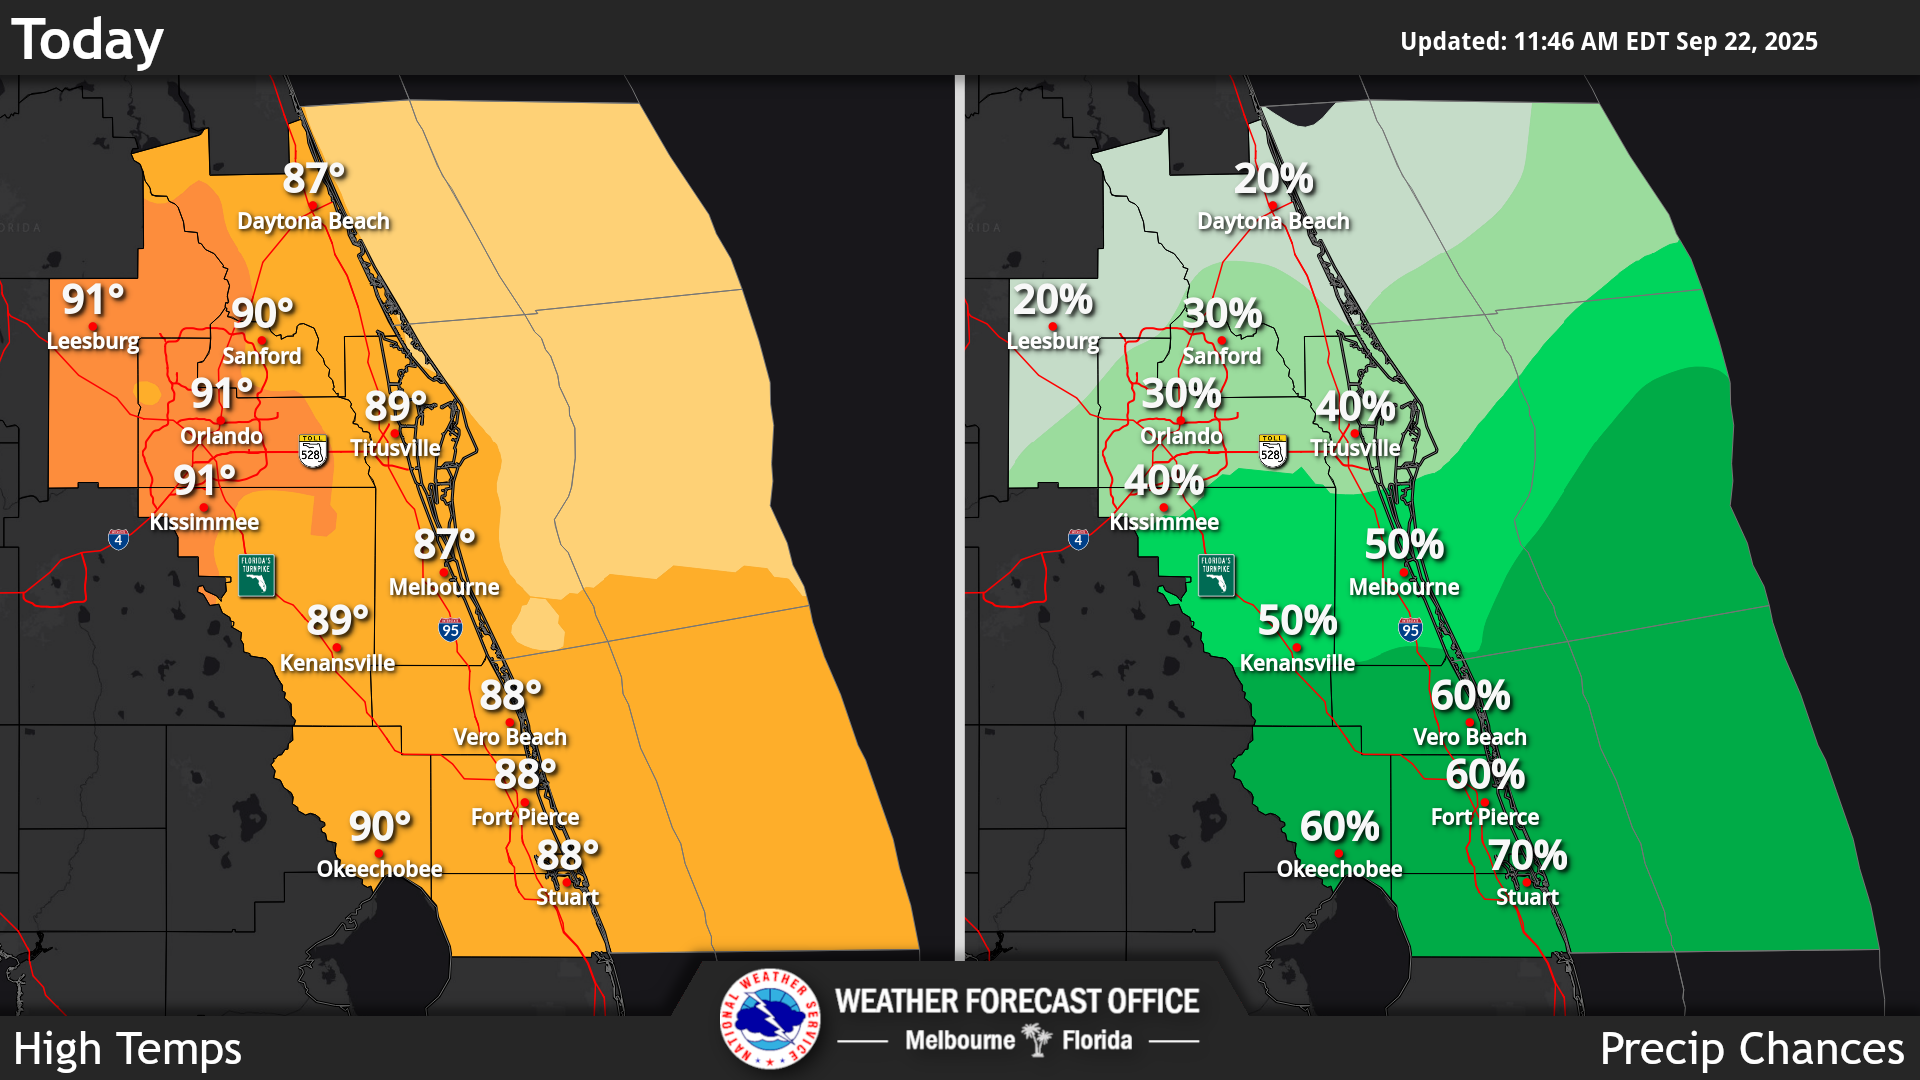 Today
Updated: 11:46 AM EDT Sep 22, 2025
87°
Daytona Beach
91°
Leesburg
90°
Sanford
91°
Orlando
89°
Titusville
TOLL
528
91°
Kissimmee
4
FLORIDA'S
TURNPIKE
87°
Melbourne
89°
Kenansville
95
88°
Vero Beach
88°
Fort Pierce
90°
Okeechobee
88°
Stuart
20%
Daytona Beach
20%
Leesburg
30%
Sanford
30%
Orlando
40%
Titusville
TOLL
528
40%
Kissimmee
4
FLORIDA'S
TURNPIKE
50%
Melbourne
50%
Kenansville
95
60%
Vero Beach
60%
Fort Pierce
60%
Okeechobee
70%
Stuart
High Temps
NATIONAL WEATHER SERVICE
WEATHER FORECAST OFFICE
Melbourne Florida
Precip Chances